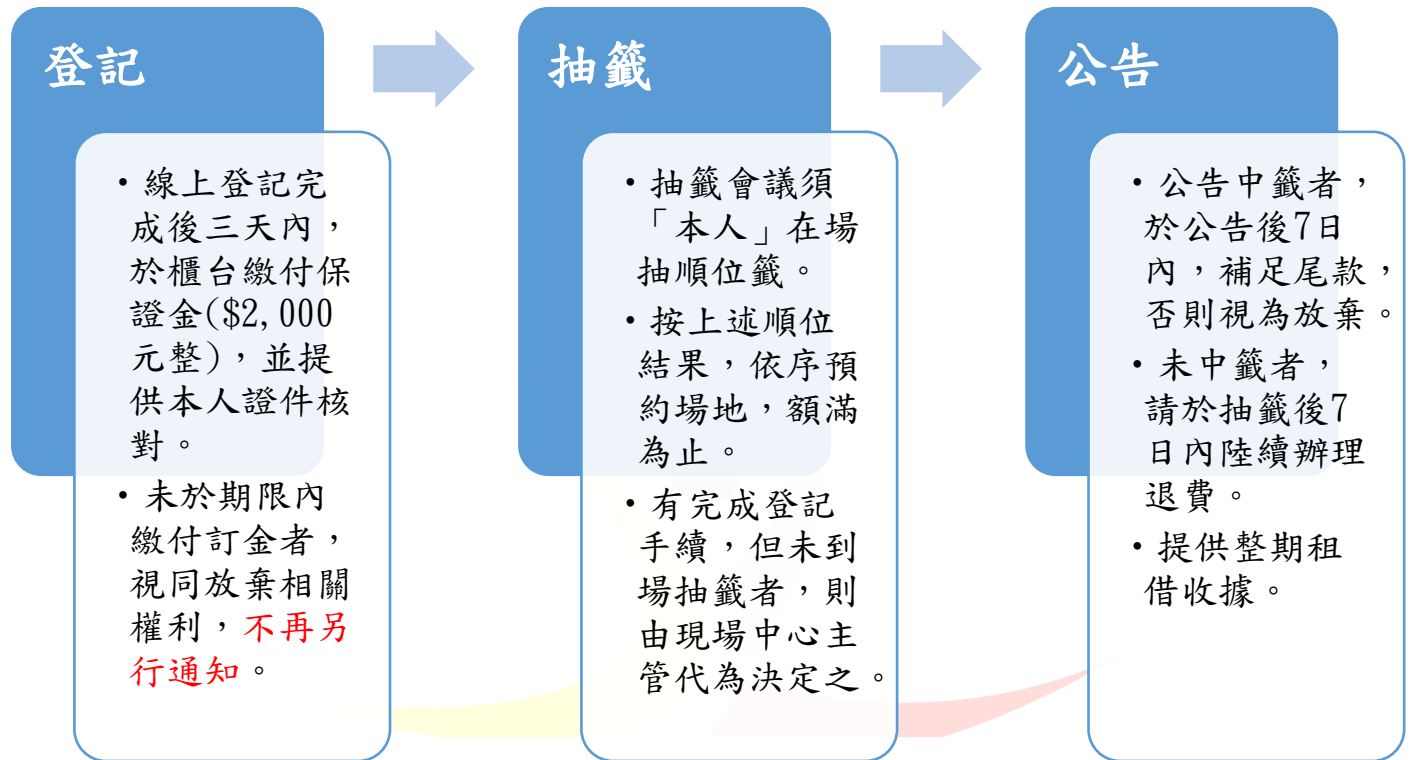 登記
・線上登記完
成後三天內，
於櫃台繳付保
證金($2,000
元整)，並提
供本人證件核
對。
・未於期限內
繳付訂金者，
視同放棄相關
權利，不再另
行通知。
抽籤
・抽籤會議須
「本人」在場
抽順位籤。
・按上述順位
結果，依序預
約場地，額滿
為止。
・有完成登記
手續，但未到
場抽籤者，則
由現場中心主
管代為決定之。
公告
・公告中籤者，
於公告後7日
內，補足尾款，
否則視為放棄。
・未中籤者，
請於抽籤後7
日內陸續辦理
退費。
・提供整期租
借收據。